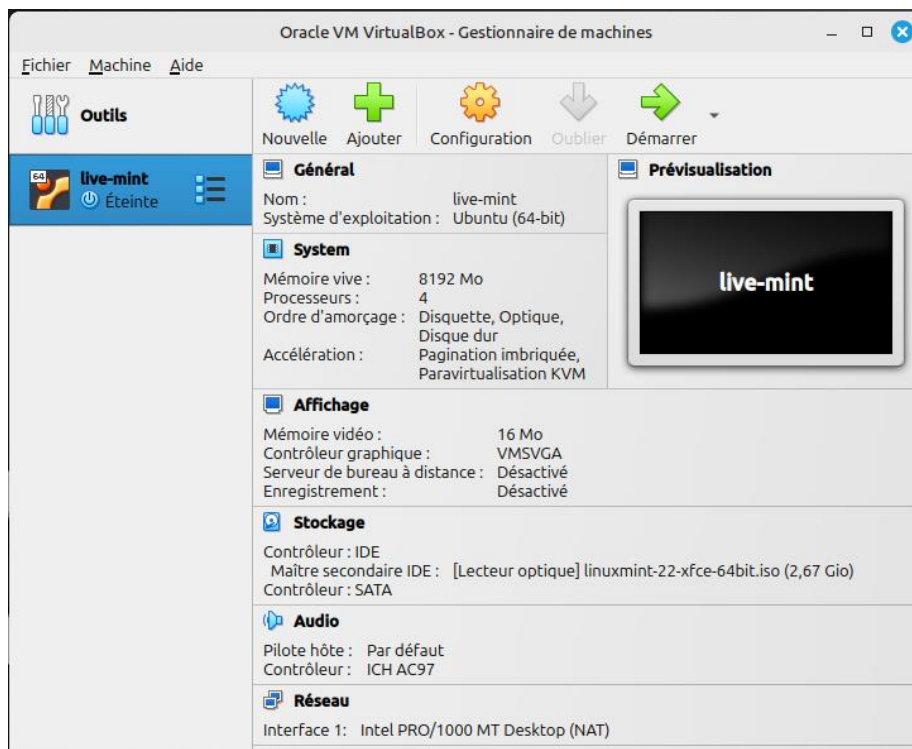 Oracle VM VirtualBox - Gestionnaire de machines
Fichier Machine Aide
Outils
Nouvelle Ajouter Configuration Oublier Démarrer
64
live-mint
Éteinte
Général
Nom : live-mint
Système d'exploitation : Ubuntu (64-bit)
Prévisualisation
live-mint
System
Mémoire vive : 8192 Mo
Processeurs : 4
Ordre d'amorçage : Disquette, Optique,
Disque dur
Accélération : Pagination imbriquée,
Paravirtualisation KVM
Affichage
Mémoire vidéo : 16 Mo
Contrôleur graphique : VMSVGA
Serveur de bureau à distance : Désactivé
Enregistrement : Désactivé
Stockage
Contrôleur : IDE
Maître secondaire IDE : [Lecteur optique] linuxmint-22-xfce-64bit.iso (2,67 Gio)
Contrôleur : SATA
Audio
Pilote hôte : Par défaut
Contrôleur : ICH AC97
Réseau
Interface 1: Intel PRO/1000 MT Desktop (NAT)